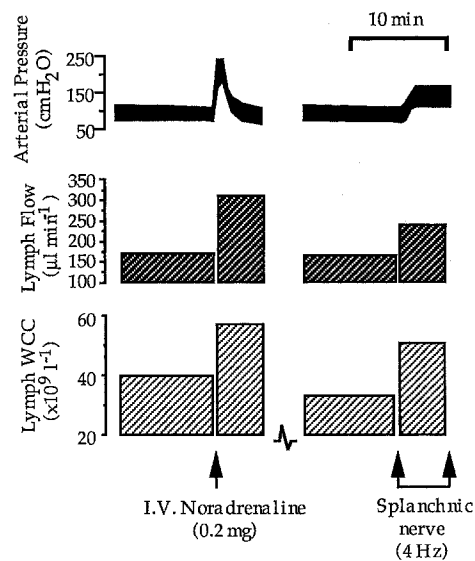 10 min
Arterial Pressure
(cmH2O)
250
150
50
Lymph Flow
(µl min-1)
350
300
250
200
150
100
Lymph WCC
(x10⁹ l-1)
60
40
20
I.V. Noradrenaline
(0.2 mg)
Splanchnic
nerve
(4 Hz)